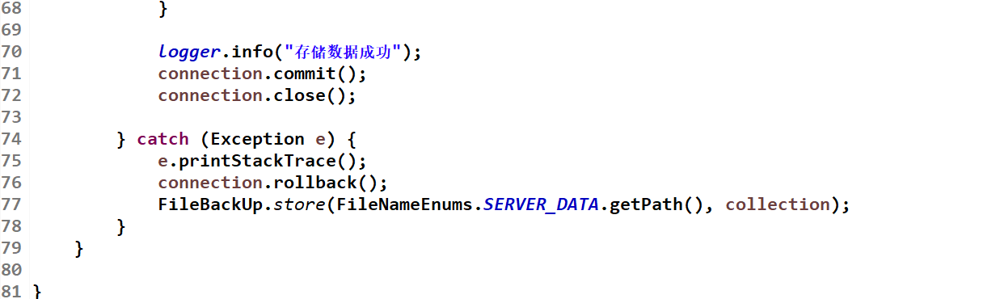 68 }
69
70 logger.info("存储数据成功");
71 connection.commit();
72 connection.close();
73
74 } catch (Exception e) {
75 e.printStackTrace();
76 connection.rollback();
77 FileBackUp.store(FileNameEnums.SERVER_DATA.getPath(), collection);
78 }
79 }
80
81 }